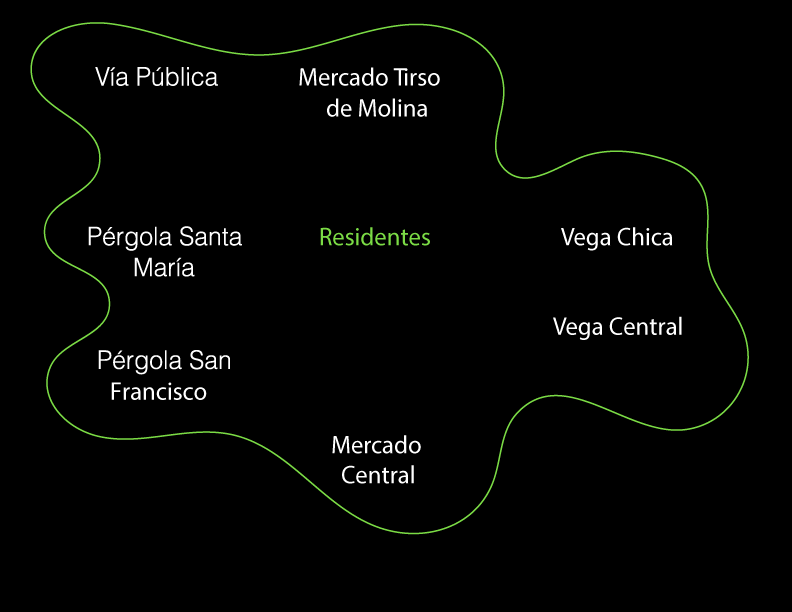 Vía Pública
Mercado Tirso
de Molina
Pérgola Santa
María
Residentes
Vega Chica
Vega Central
Pérgola San
Francisco
Mercado
Central